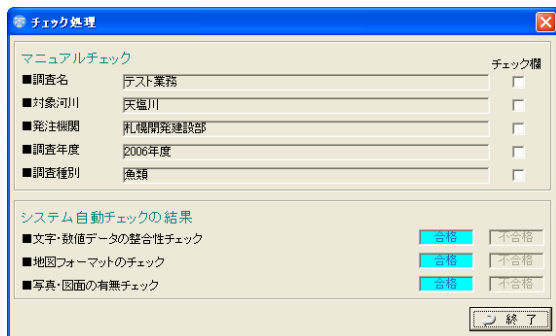 チェック処理
マニュアルチェック
チェック欄
■調査名 テスト業務
■対象河川 天塩川
■発注機関 札幌開発建設部
■調査年度 2006年度
■調査種別 魚類
システム自動チェックの結果
■文字・数値データの整合性チェック 合格 不合格
■地図フォーマットのチェック 合格 不合格
■写真・図面の有無チェック 合格 不合格
終 了